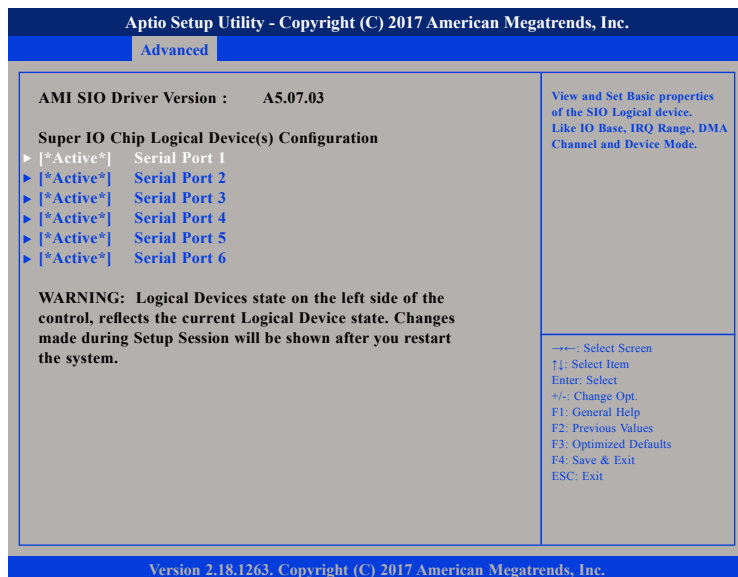 Aptio Setup Utility - Copyright (C) 2017 American Megatrends, Inc.
Advanced
AMI SIO Driver Version :    A5.07.03
Super IO Chip Logical Device(s) Configuration
▶ [*Active*]    Serial Port 1
▶ [*Active*]    Serial Port 2
▶ [*Active*]    Serial Port 3
▶ [*Active*]    Serial Port 4
▶ [*Active*]    Serial Port 5
▶ [*Active*]    Serial Port 6
WARNING:  Logical Devices state on the left side of the
control, reflects the current Logical Device state. Changes
made during Setup Session will be shown after you restart
the system.
View and Set Basic properties
of the SIO Logical device.
Like IO Base, IRQ Range, DMA
Channel and Device Mode.
→←: Select Screen
↑↓: Select Item
Enter: Select
+/-: Change Opt.
F1: General Help
F2: Previous Values
F3: Optimized Defaults
F4: Save & Exit
ESC: Exit
Version 2.18.1263. Copyright (C) 2017 American Megatrends, Inc.